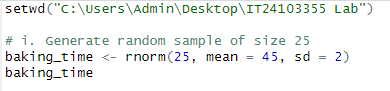 setwd("C:\Users\Admin\Desktop\IT24103355 Lab")
# i. Generate random sample of size 25
baking_time <- rnorm(25, mean = 45, sd = 2)
baking_time